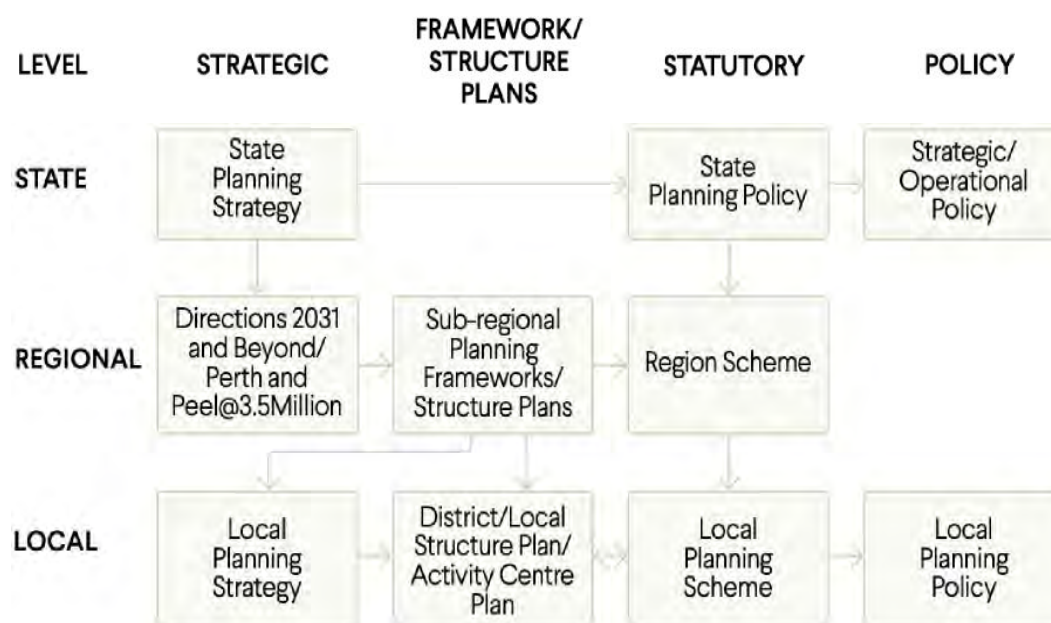 LEVEL
STRATEGIC
FRAMEWORK/
STRUCTURE
PLANS
STATUTORY
POLICY
STATE
State
Planning
Strategy
State
Planning Policy
Strategic/
Operational
Policy
REGIONAL
Directions 2031
and Beyond/
Perth and
Peel@3.5Million
Sub-regional
Planning
Frameworks/
Structure Plans
Region Scheme
LOCAL
Local
Planning
Strategy
District/Local
Structure Plan/
Activity Centre
Plan
Local
Planning
Scheme
Local
Planning
Policy